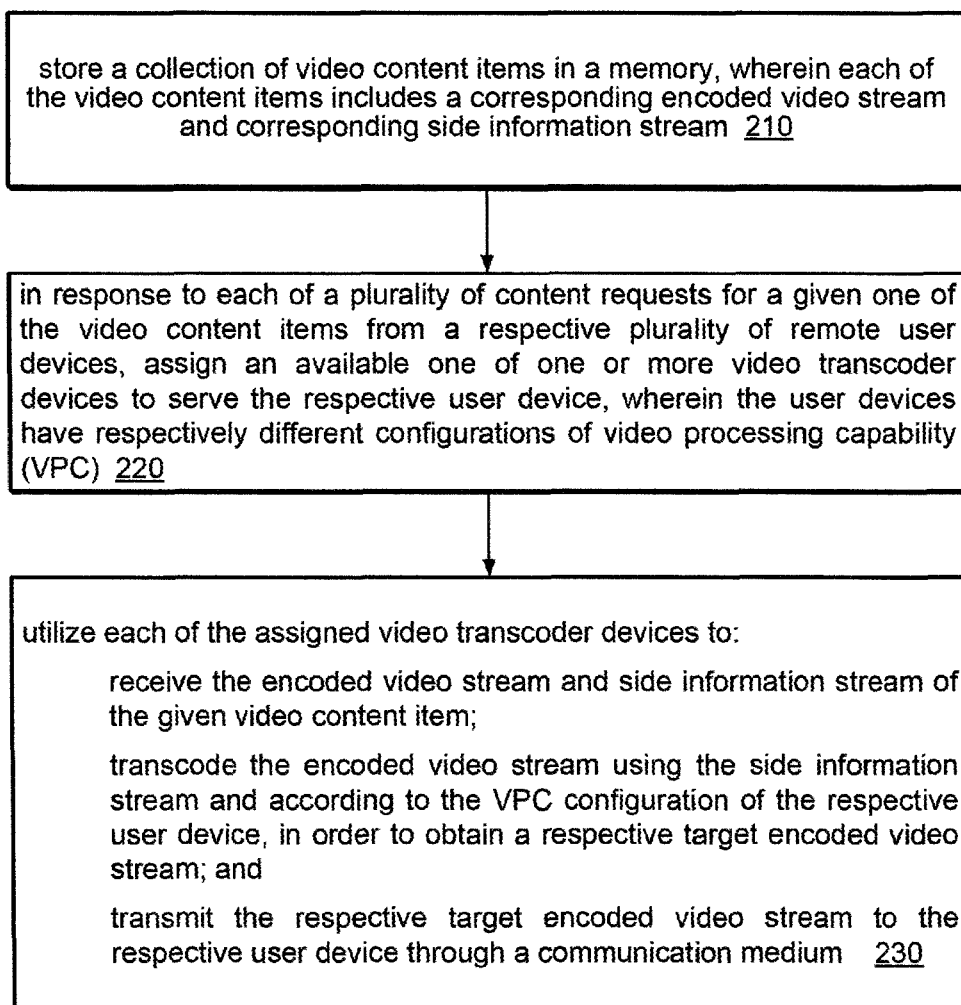 store a collection of video content items in a memory, wherein each of
the video content items includes a corresponding encoded video stream
and corresponding side information stream 210
in response to each of a plurality of content requests for a given one of
the video content items from a respective plurality of remote user
devices, assign an available one of one or more video transcoder
devices to serve the respective user device, wherein the user devices
have respectively different configurations of video processing capability
(VPC) 220
utilize each of the assigned video transcoder devices to:
receive the encoded video stream and side information stream of
the given video content item;
transcode the encoded video stream using the side information
stream and according to the VPC configuration of the respective
user device, in order to obtain a respective target encoded video
stream; and
transmit the respective target encoded video stream to the
respective user device through a communication medium 230